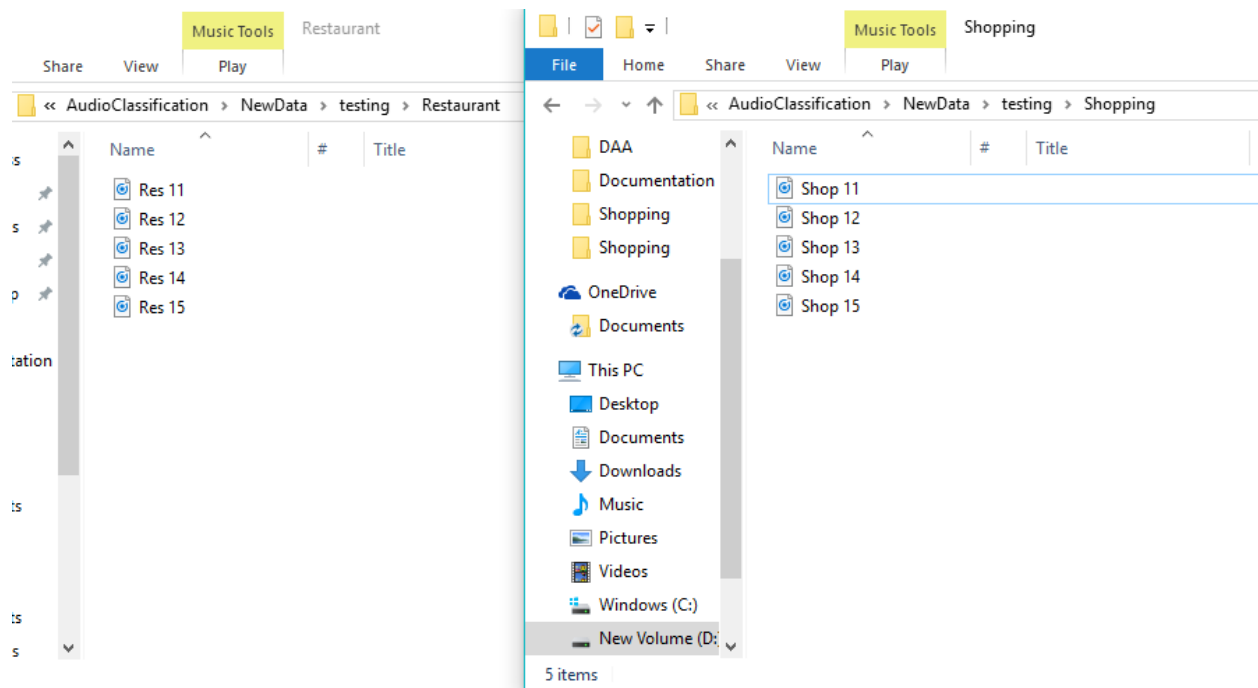 Music Tools Restaurant
Share View Play
« AudioClassification › NewData › testing › Restaurant
Name # Title
Res 11
Res 12
Res 13
Res 14
Res 15
ss
s
p
tation
ts
ts
s
Music Tools Shopping
File Home Share View Play
« AudioClassification › NewData › testing › Shopping
DAA
Documentation
Shopping
Shopping
OneDrive
Documents
This PC
Desktop
Documents
Downloads
Music
Pictures
Videos
Windows (C:)
New Volume (D:)
Name # Title
Shop 11
Shop 12
Shop 13
Shop 14
Shop 15
5 items